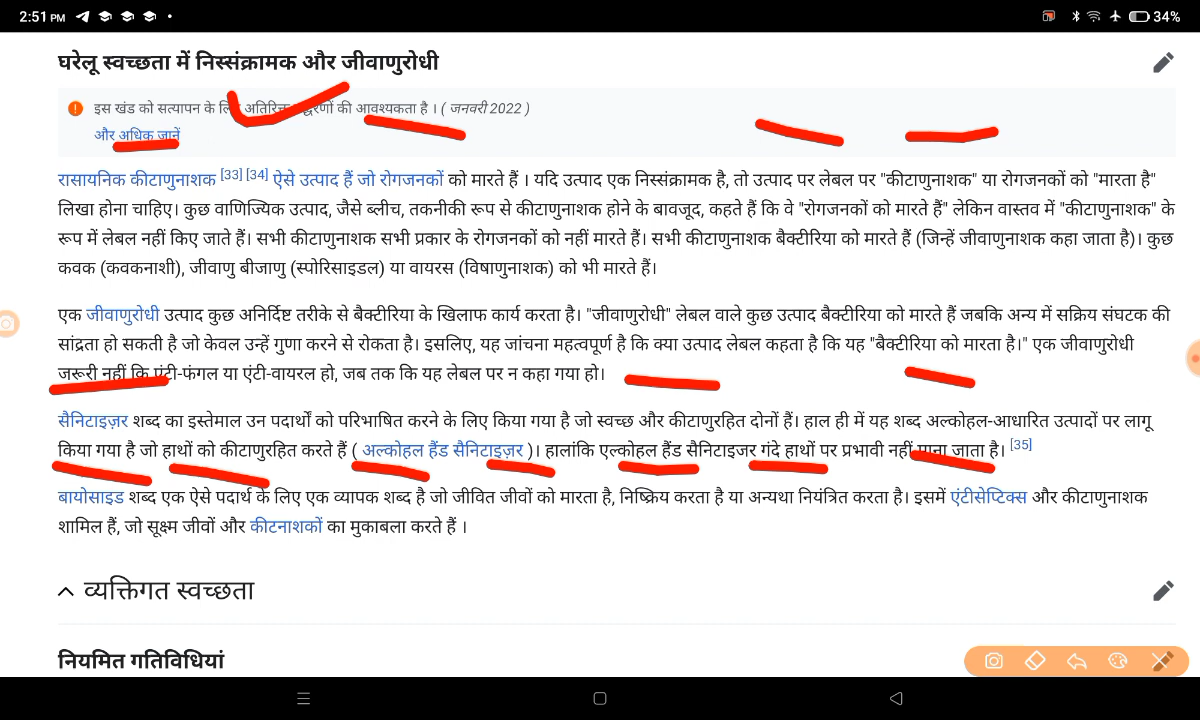 2:51 PM
34%
घरेलू स्वच्छता में निस्संक्रामक और जीवाणुरोधी
इस खंड को सत्यापन के लिए अतिरिक्त उद्धरणों की आवश्यकता है । ( जनवरी 2022 )
और अधिक जानें
रासायनिक कीटाणुनाशक [33] [34] ऐसे उत्पाद हैं जो रोगजनकों को मारते हैं । यदि उत्पाद एक निस्संक्रामक है, तो उत्पाद पर लेबल पर "कीटाणुनाशक" या रोगजनकों को "मारता है"
लिखा होना चाहिए। कुछ वाणिज्यिक उत्पाद, जैसे ब्लीच, तकनीकी रूप से कीटाणुनाशक होने के बावजूद, कहते हैं कि वे "रोगजनकों को मारते हैं" लेकिन वास्तव में "कीटाणुनाशक" के
रूप में लेबल नहीं किए जाते हैं। सभी कीटाणुनाशक सभी प्रकार के रोगजनकों को नहीं मारते हैं। सभी कीटाणुनाशक बैक्टीरिया को मारते हैं (जिन्हें जीवाणुनाशक कहा जाता है)। कुछ
कवक (कवकनाशी), जीवाणु बीजाणु (स्पोरिसाइडल) या वायरस (विषाणुनाशक) को भी मारते हैं।
एक जीवाणुरोधी उत्पाद कुछ अनिर्दिष्ट तरीके से बैक्टीरिया के खिलाफ कार्य करता है। "जीवाणुरोधी" लेबल वाले कुछ उत्पाद बैक्टीरिया को मारते हैं जबकि अन्य में सक्रिय संघटक की
सांद्रता हो सकती है जो केवल उन्हें गुणा करने से रोकता है। इसलिए, यह जांचना महत्वपूर्ण है कि क्या उत्पाद लेबल कहता है कि यह "बैक्टीरिया को मारता है।" एक जीवाणुरोधी
जरूरी नहीं कि एंटी-फंगल या एंटी-वायरल हो, जब तक कि यह लेबल पर न कहा गया हो।
सैनिटाइज़र शब्द का इस्तेमाल उन पदार्थों को परिभाषित करने के लिए किया गया है जो स्वच्छ और कीटाणुरहित दोनों हैं। हाल ही में यह शब्द अल्कोहल-आधारित उत्पादों पर लागू
किया गया है जो हाथों को कीटाणुरहित करते हैं ( अल्कोहल हैंड सैनिटाइज़र )। हालांकि एल्कोहल हैंड सैनिटाइजर गंदे हाथों पर प्रभावी नहीं माना जाता है। [35]
बायोसाइड शब्द एक ऐसे पदार्थ के लिए एक व्यापक शब्द है जो जीवित जीवों को मारता है, निष्क्रिय करता है या अन्यथा नियंत्रित करता है। इसमें एंटीसेप्टिक्स और कीटाणुनाशक
शामिल हैं, जो सूक्ष्म जीवों और कीटनाशकों का मुकाबला करते हैं ।
व्यक्तिगत स्वच्छता
नियमित गतिविधियां